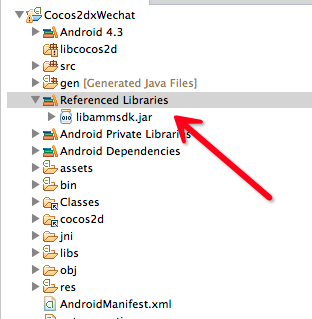 Cocos2dxWechat
Android 4.3
libcocos2d
src
gen [Generated Java Files]
Referenced Libraries
libammsdk.jar
Android Private Libraries
Android Dependencies
assets
bin
Classes
cocos2d
jni
libs
obj
res
AndroidManifest.xml